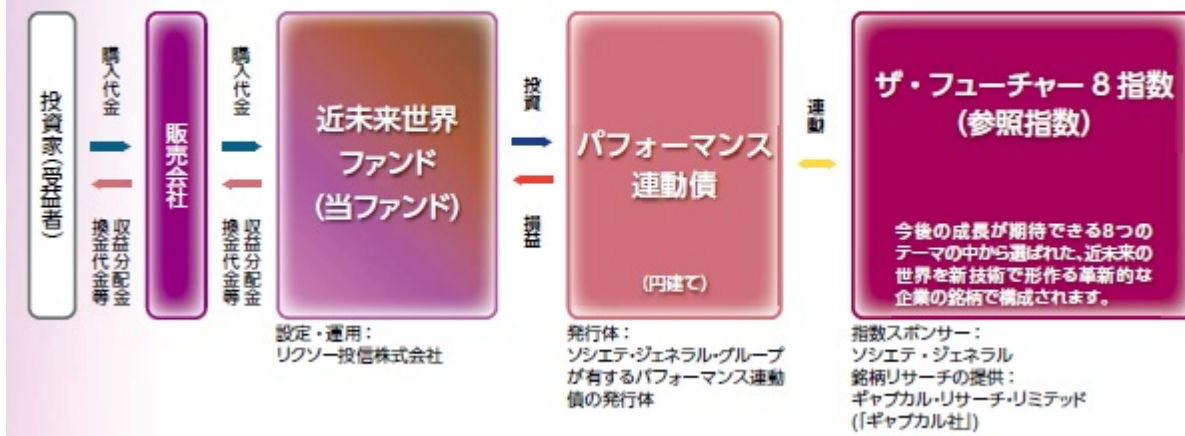 投資家(受益者)
購入代金
収益分配金
換金代金等
販売会社
購入代金
収益分配金
換金代金等
近未来世界
ファンド
(当ファンド)
設定・運用：
リクソー投信株式会社
投資
損益
パフォーマンス
連動債
(円建て)
発行体：
ソシエテ・ジェネラル・グループ
が有するパフォーマンス連動
債の発行体
連動
ザ・フューチャー 8 指数
(参照指数)
今後の成長が期待できる8つの
テーマの中から選ばれた、近未来の
世界を新技術で形作る革新的な
企業の銘柄で構成されます。
指数スポンサー：
ソシエテ・ジェネラル
銘柄リサーチの提供：
ギャブカル・リサーチ・リミテッド
(「ギャブカル社」)